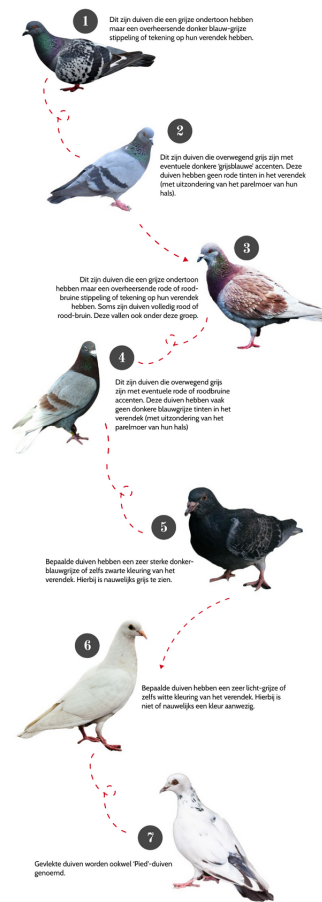 1
Dit zijn duiven die een grijze ondertoon hebben
maar een overheersende donker blauw-grijze
stippeling of tekening op hun verendek hebben.
2
Dit zijn duiven die overwegend grijs zijn met
eventuele donkere 'grijsblauwe' accenten. Deze
duiven hebben geen rode tinten in het verendek
(met uitzondering van het parelmoer van hun
hals).
3
Dit zijn duiven die een grijze ondertoon
hebben maar een overheersende rode of rood-
bruine stippeling of tekening op hun verendek
hebben. Soms zijn duiven volledig rood of
rood-bruin. Deze vallen ook onder deze groep.
4
Dit zijn duiven die overwegend grijs
zijn met eventuele rode of roodbruine
accenten. Deze duiven hebben vaak
geen donkere blauwgrijze tinten in het
verendek (met uitzondering van het
parelmoer van hun hals)
5
Bepaalde duiven hebben een zeer sterke donker-
blauwgrijze of zelfs zwarte kleuring van het
verendek. Hierbij is nauwelijks grijs te zien.
6
Bepaalde duiven hebben een zeer licht-grijze of
zelfs witte kleuring van het verendek. Hierbij is
niet of nauwelijks een kleur aanwezig.
7
Gevlekte duiven worden ookwel 'Pied'-duiven
genoemd.